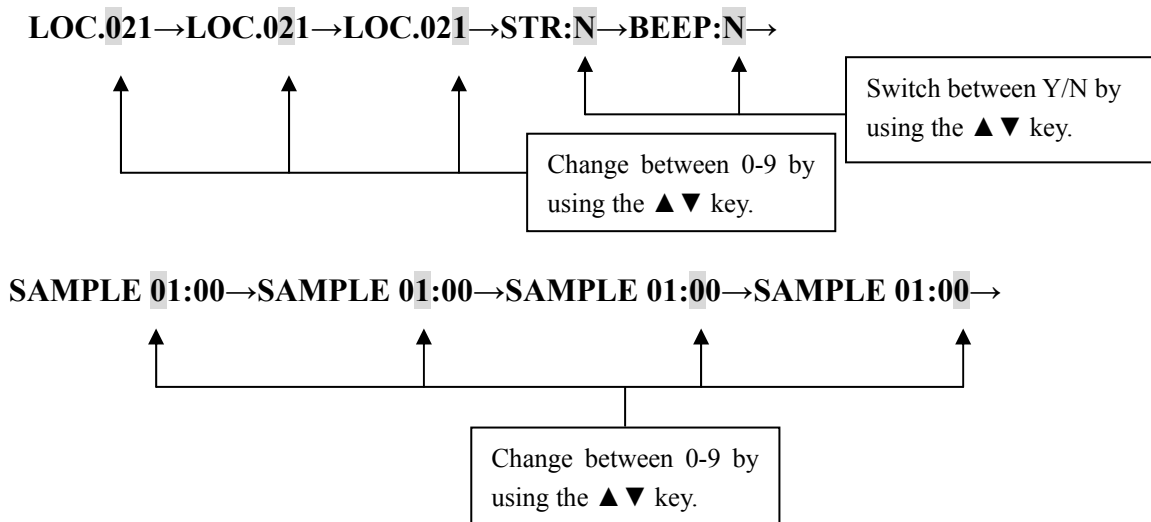 LOC.021→LOC.021→LOC.021→STR:N→BEEP:N→
Switch between Y/N by
using the ▲▼ key.
Change between 0-9 by
using the ▲▼ key.
SAMPLE 01:00→SAMPLE 01:00→SAMPLE 01:00→SAMPLE 01:00→
Change between 0-9 by
using the ▲▼ key.